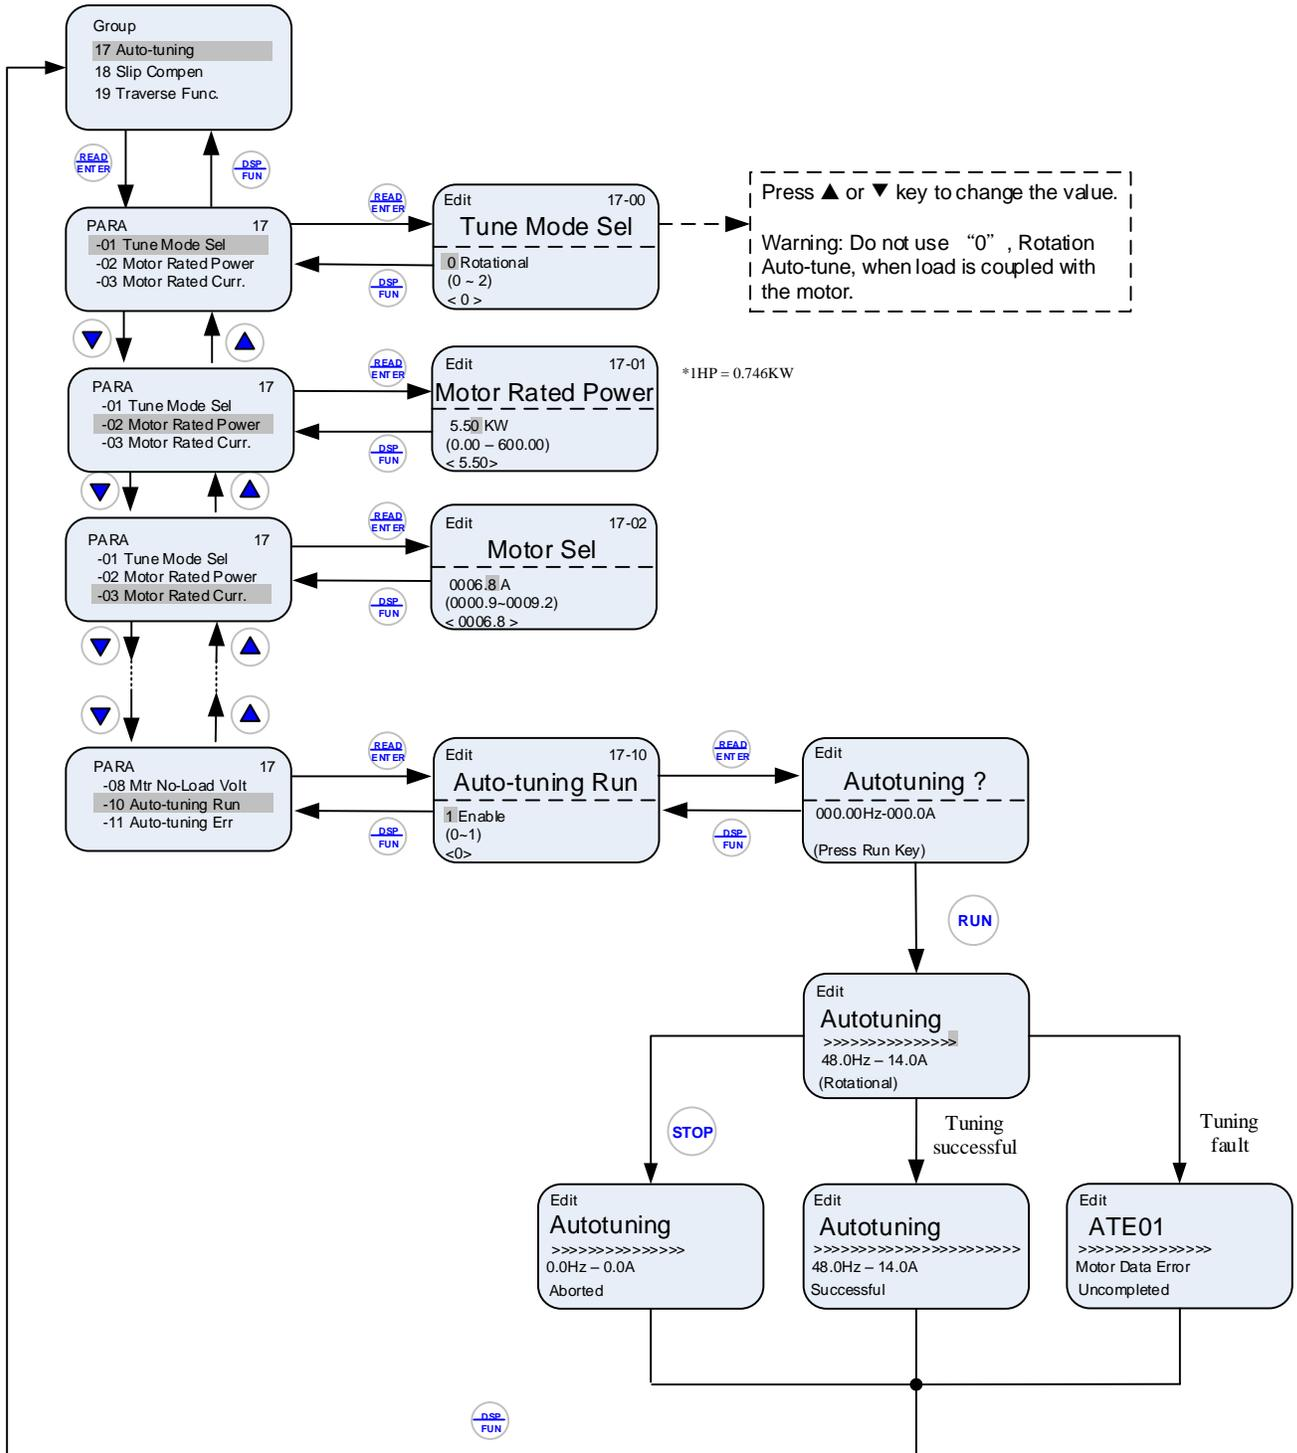 Group
17 Auto-tuning
18 Slip Compen
19 Traverse Func.
READ
ENTER
DSP
FUN
PARA 17
-01 Tune Mode Sel
-02 Motor Rated Power
-03 Motor Rated Curr.
READ
ENTER
DSP
FUN
Edit 17-00
Tune Mode Sel
0 Rotational
(0 ~ 2)
< 0 >
Press ▲ or ▼ key to change the value.
Warning: Do not use “0” , Rotation
Auto-tune, when load is coupled with
the motor.
▼ ▲
PARA 17
-01 Tune Mode Sel
-02 Motor Rated Power
-03 Motor Rated Curr.
READ
ENTER
DSP
FUN
Edit 17-01
Motor Rated Power
5.50 KW
(0.00 – 600.00)
< 5.50>
*1HP = 0.746KW
▼ ▲
PARA 17
-01 Tune Mode Sel
-02 Motor Rated Power
-03 Motor Rated Curr.
READ
ENTER
DSP
FUN
Edit 17-02
Motor Sel
0006.8 A
(0000.9~0009.2)
< 0006.8 >
▼ ▲
▼ ▲
PARA 17
-08 Mtr No-Load Volt
-10 Auto-tuning Run
-11 Auto-tuning Err
READ
ENTER
DSP
FUN
Edit 17-10
Auto-tuning Run
1 Enable
(0~1)
<0>
READ
ENTER
DSP
FUN
Edit
Autotuning ?
000.00Hz-000.0A
(Press Run Key)
RUN
Edit
Autotuning
>>>>>>>>>>>>>>>
48.0Hz – 14.0A
(Rotational)
STOP
Tuning
successful
Tuning
fault
Edit
Autotuning
>>>>>>>>>>>>>>>
0.0Hz – 0.0A
Aborted
Edit
Autotuning
>>>>>>>>>>>>>>>>>>>>>>>
48.0Hz – 14.0A
Successful
Edit
ATE01
>>>>>>>>>>>>>>>
Motor Data Error
Uncompleted
DSP
FUN